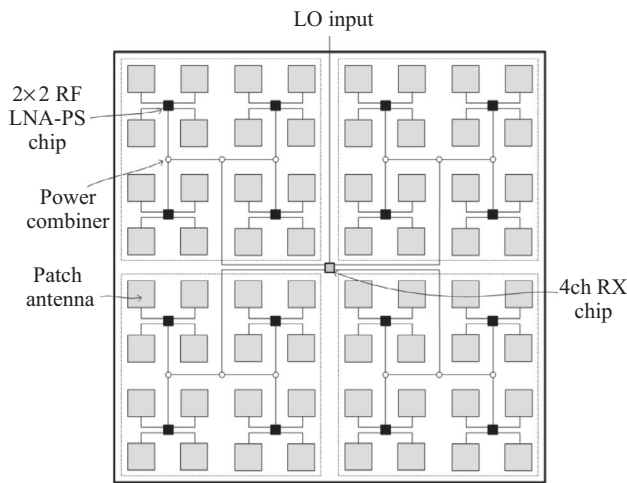 LO input
2×2 RF
LNA-PS
chip
Power
combiner
Patch
antenna
4ch RX
chip